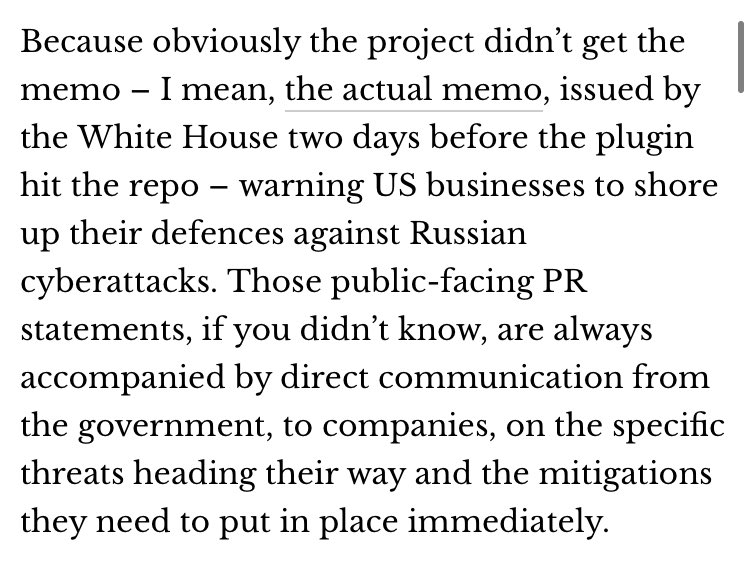 Because obviously the project didn’t get the
memo – I mean, the actual memo, issued by
the White House two days before the plugin
hit the repo – warning US businesses to shore
up their defences against Russian
cyberattacks. Those public-facing PR
statements, if you didn’t know, are always
accompanied by direct communication from
the government, to companies, on the specific
threats heading their way and the mitigations
they need to put in place immediately.